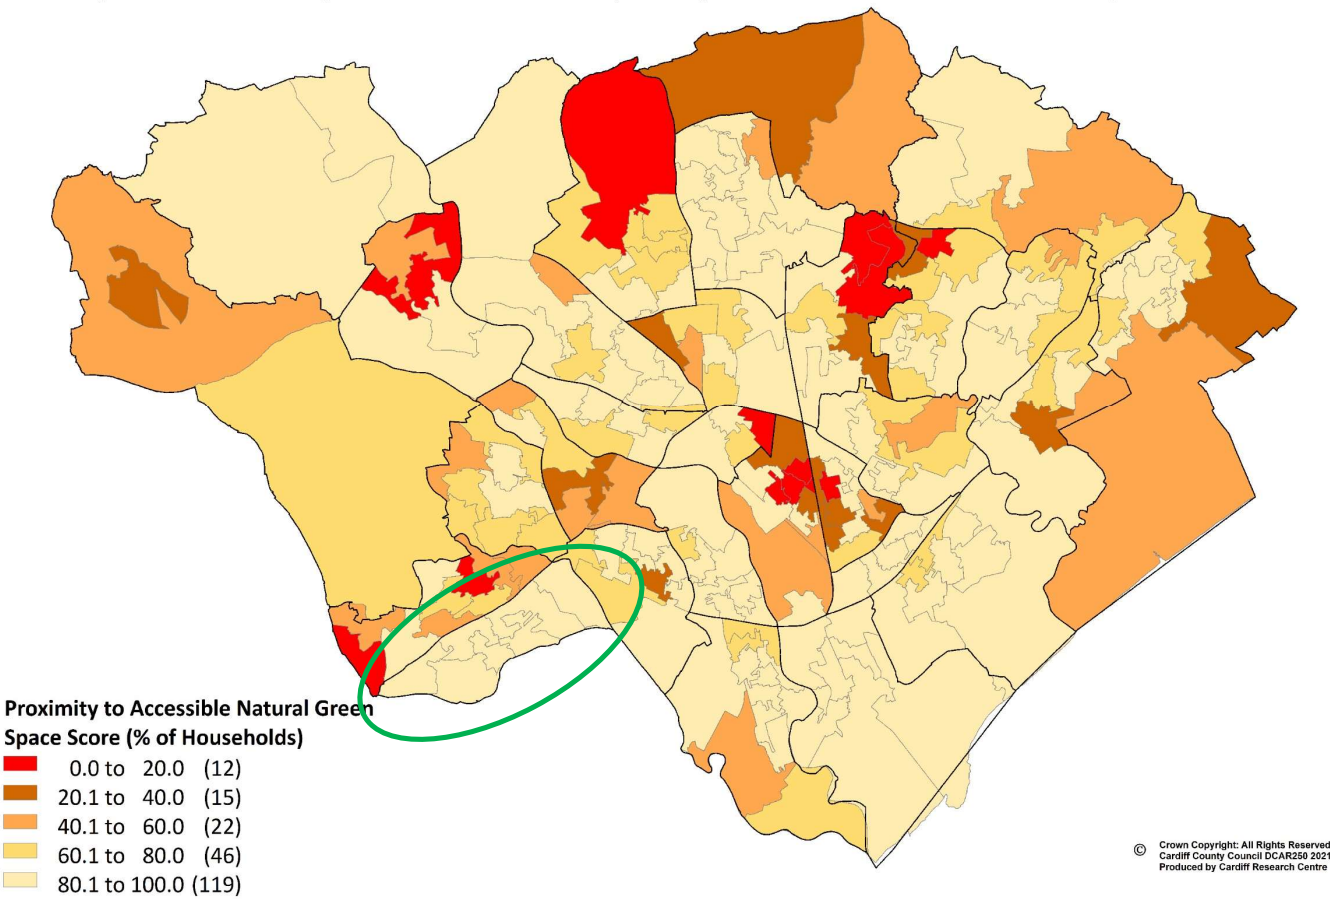 Proximity to Accessible Natural Green
Space Score (% of Households)
0.0 to 20.0 (12)
20.1 to 40.0 (15)
40.1 to 60.0 (22)
60.1 to 80.0 (46)
80.1 to 100.0 (119)
© Crown Copyright: All Rights Reserved
Cardiff County Council DCAR250 2021
Produced by Cardiff Research Centre